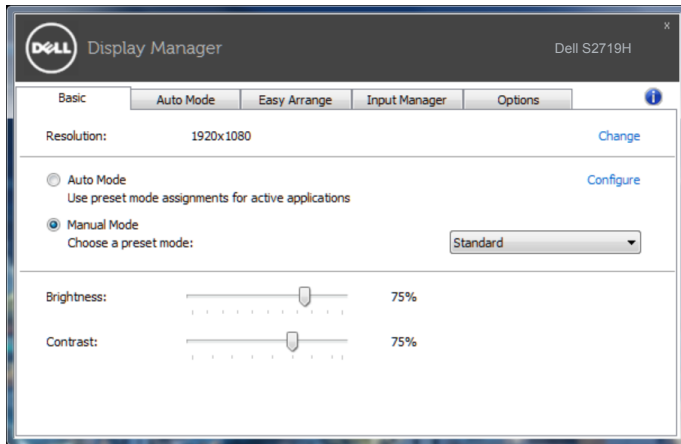 x
DELL Display Manager Dell S2719H
Basic Auto Mode Easy Arrange Input Manager Options i
Resolution: 1920x1080 Change
Auto Mode Configure
Use preset mode assignments for active applications
Manual Mode
Choose a preset mode: Standard
Brightness: 75%
Contrast: 75%